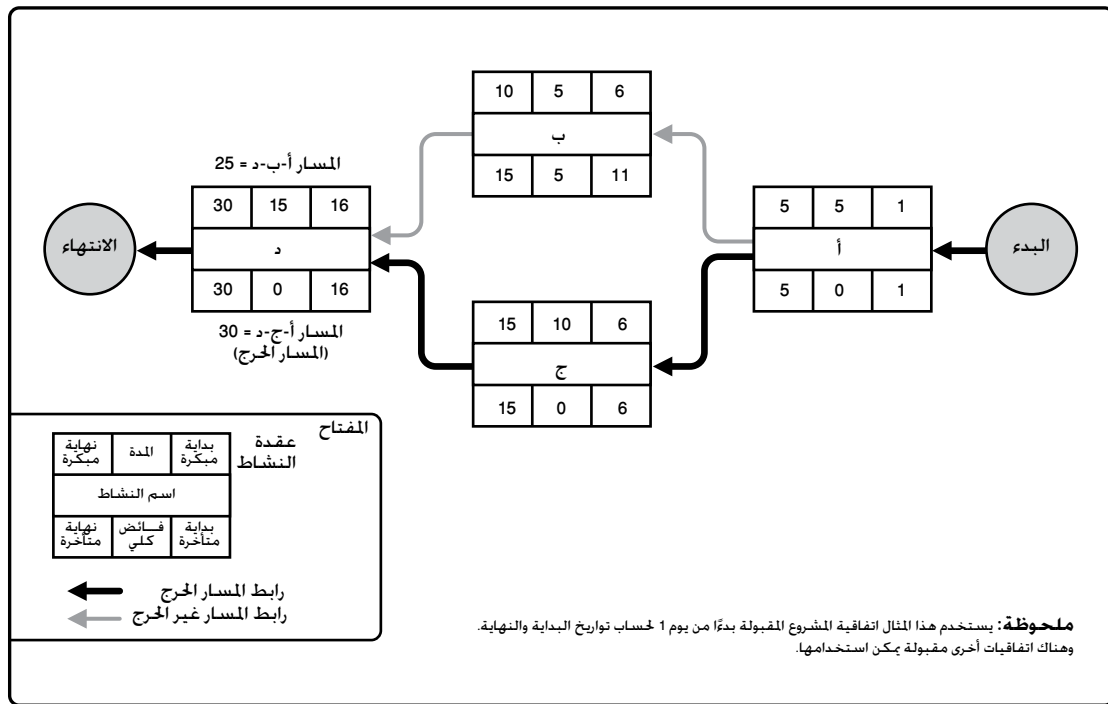 البدء
1 5 5
أ
1 0 5
6 5 10
ب
11 5 15
6 10 15
ج
6 0 15
المسار أ-ب-د = 25
16 15 30
د
16 0 30
المسار أ-ج-د = 30
(المسار الحرج)
الانتهاء
المفتاح
عقدة
النشاط
بداية
مبكرة
المدة
نهاية
مبكرة
اسم النشاط
بداية
متأخرة
فائض
كلي
نهاية
متأخرة
رابط المسار الحرج
رابط المسار غير الحرج
ملحوظة: يستخدم هذا المثال اتفاقية المشروع المقبولة بدءًا من يوم 1 لحساب تواريخ البداية والنهاية.
وهناك اتفاقيات أخرى مقبولة يمكن استخدامها.